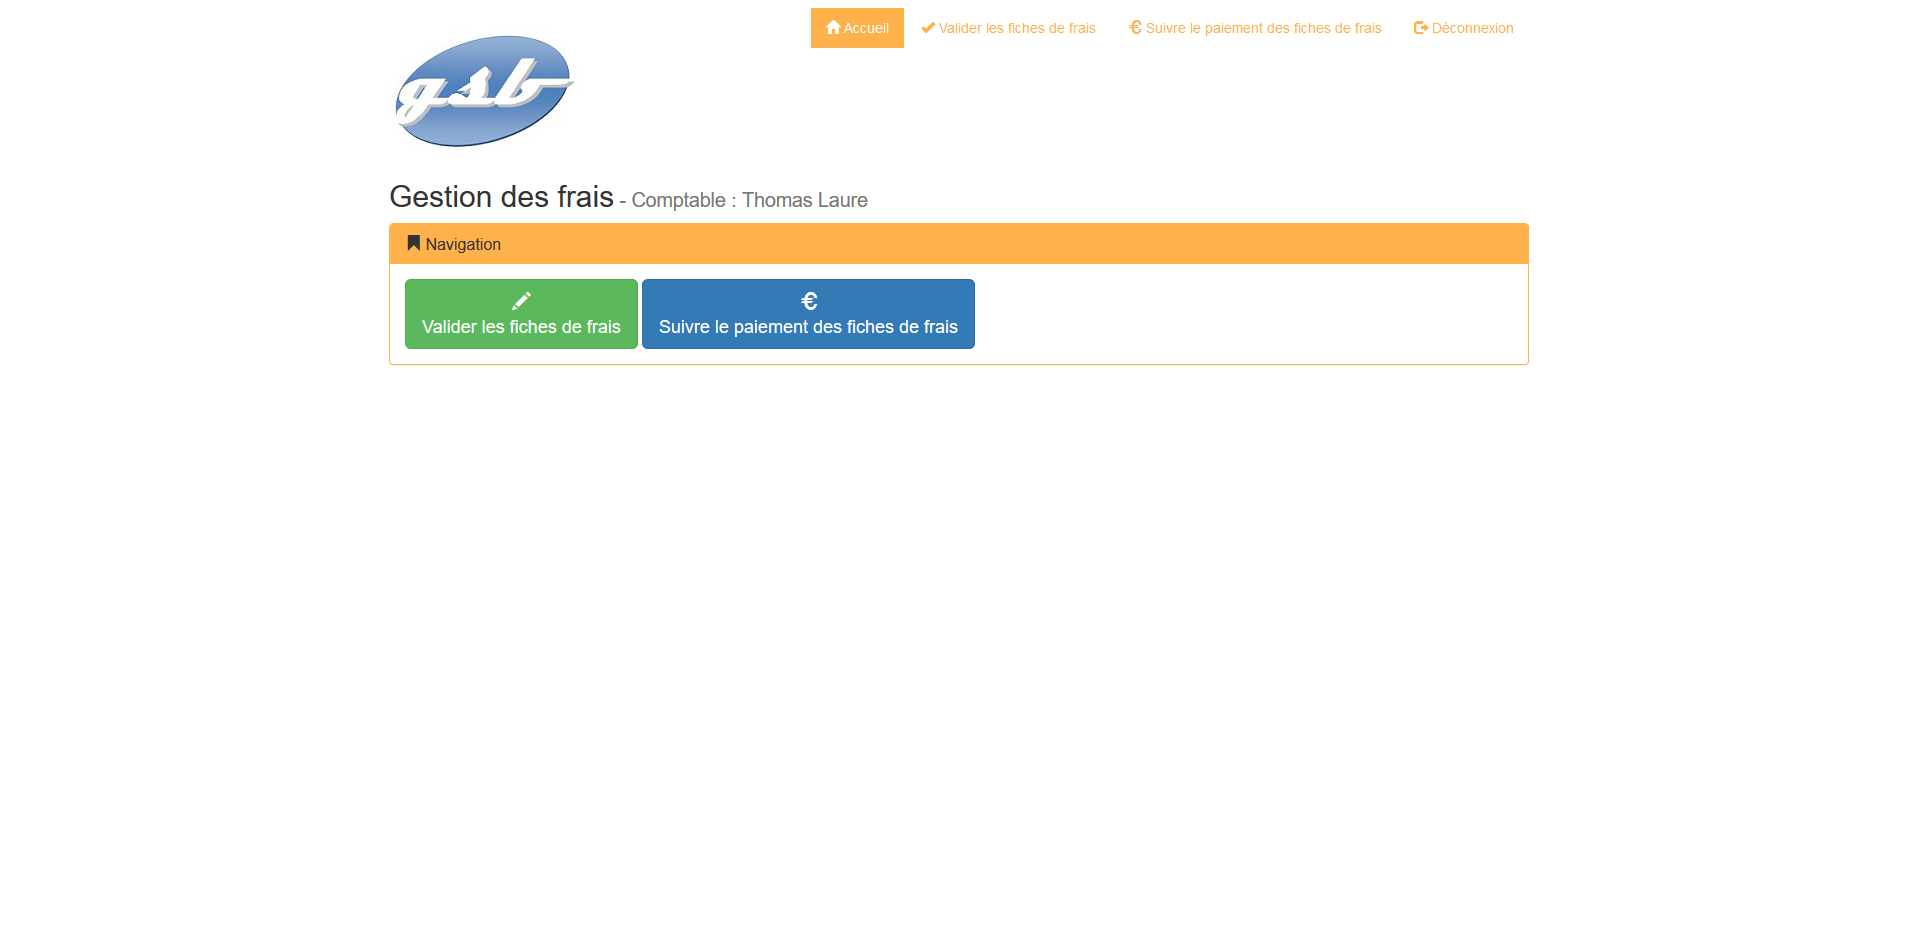 Accueil Valider les fiches de frais € Suivre le paiement des fiches de frais Déconnexion
gsb
Gestion des frais - Comptable : Thomas Laure
Navigation
€
Valider les fiches de frais Suivre le paiement des fiches de frais